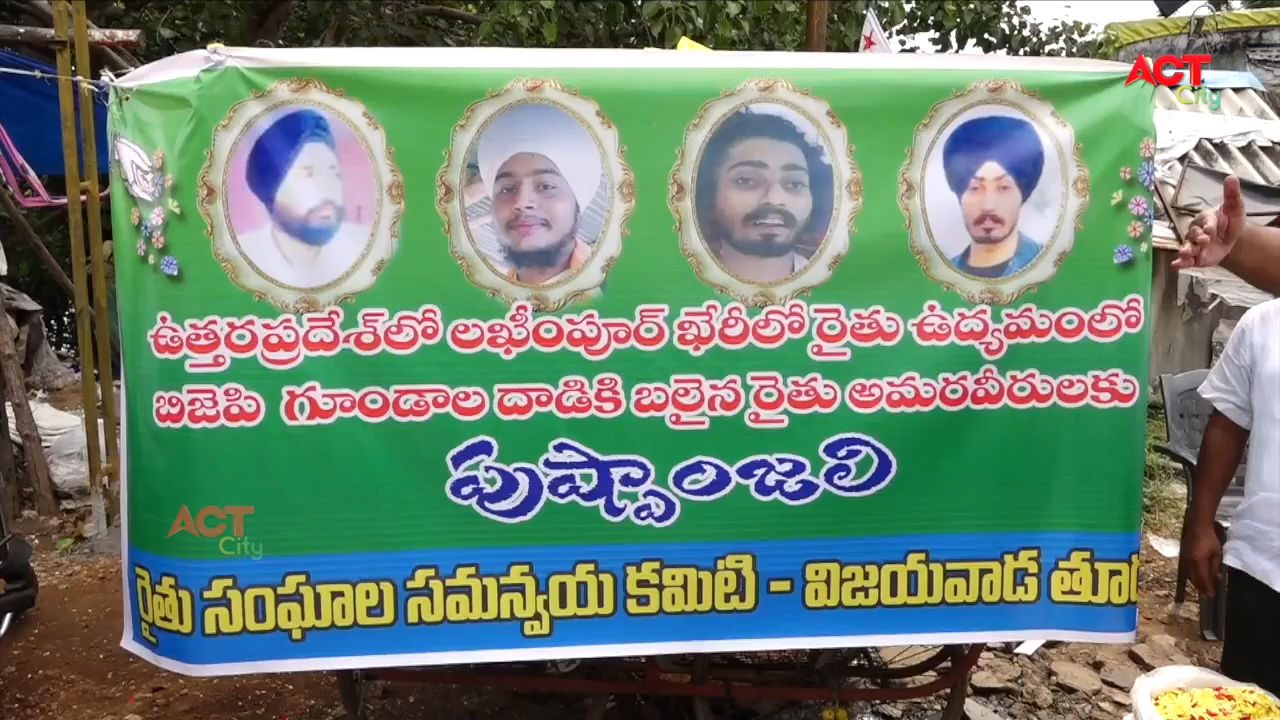 ACT
City
ఉత్తరప్రదేశ్‌లో లఖీంపూర్ ఖేరీలో రైతు ఉద్యమంలో
బిజెపి గూండాల దాడికి బలైన రైతు అమరవీరులకు
పుష్పాంజలి
ACT
City
రైతు సంఘాల సమన్వయ కమిటి - విజయవాడ